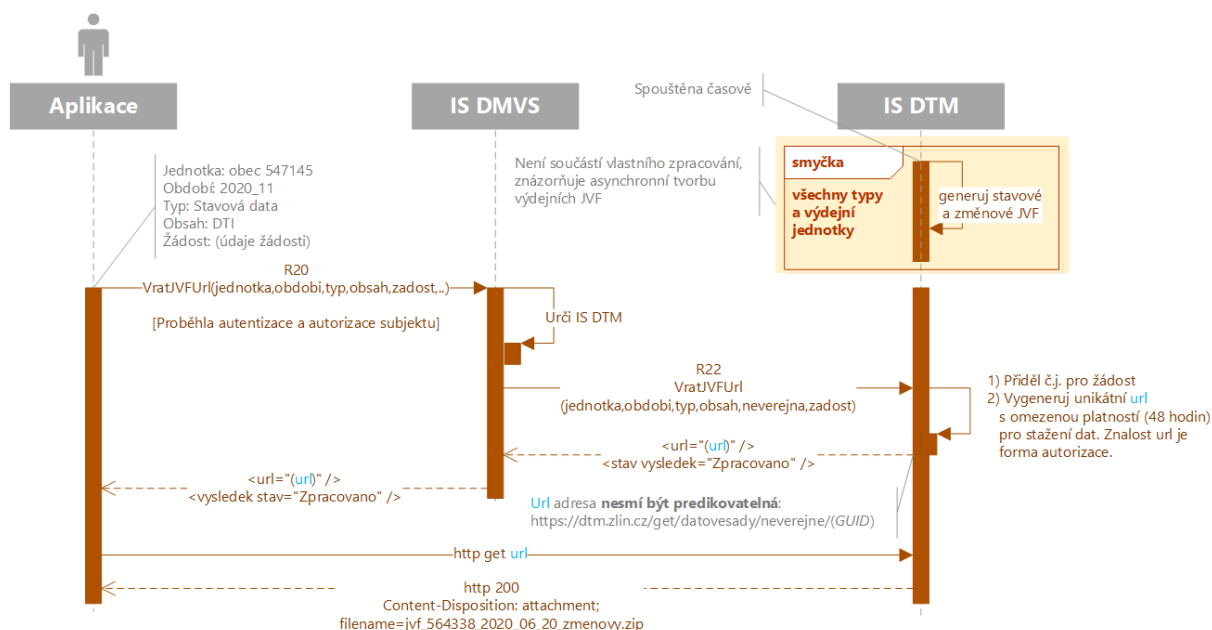 Aplikace
IS DMVS
Spouštěna časově
IS DTM
Jednotka: obec 547145
Období: 2020_11
Typ: Stavová data
Obsah: DTI
Žádost: (údaje žádosti)
Není součástí vlastního zpracování,
znázorňuje asynchronní tvorbu
výdejních JVF
smyčka
všechny typy
a výdejní
jednotky
generuj stavové
a změnové JVF
R20
VratJVFUrl(jednotka,obdobi,typ,obsah,zadost,..)
[Proběhla autentizace a autorizace subjektu]
Urči IS DTM
R22
VratJVFUrl
(jednotka,obdobi,typ,obsah,neverejna,zadost)
1) Přiděl č.j. pro žádost
2) Vygeneruj unikátní url
s omezenou platností (48 hodin)
pro stažení dat. Znalost url je
forma autorizace.
<url="(url)" />
<stav vysledek="Zpracovano" />
<url="(url)" />
<vysledek stav="Zpracovano" />
Url adresa nesmí být predikovatelná:
https://dtm.zlin.cz/get/datovesady/neverejne/(GUID)
http get url
http 200
Content-Disposition: attachment;
filename=jvf_564338_2020_06_20_zmenovy.zip